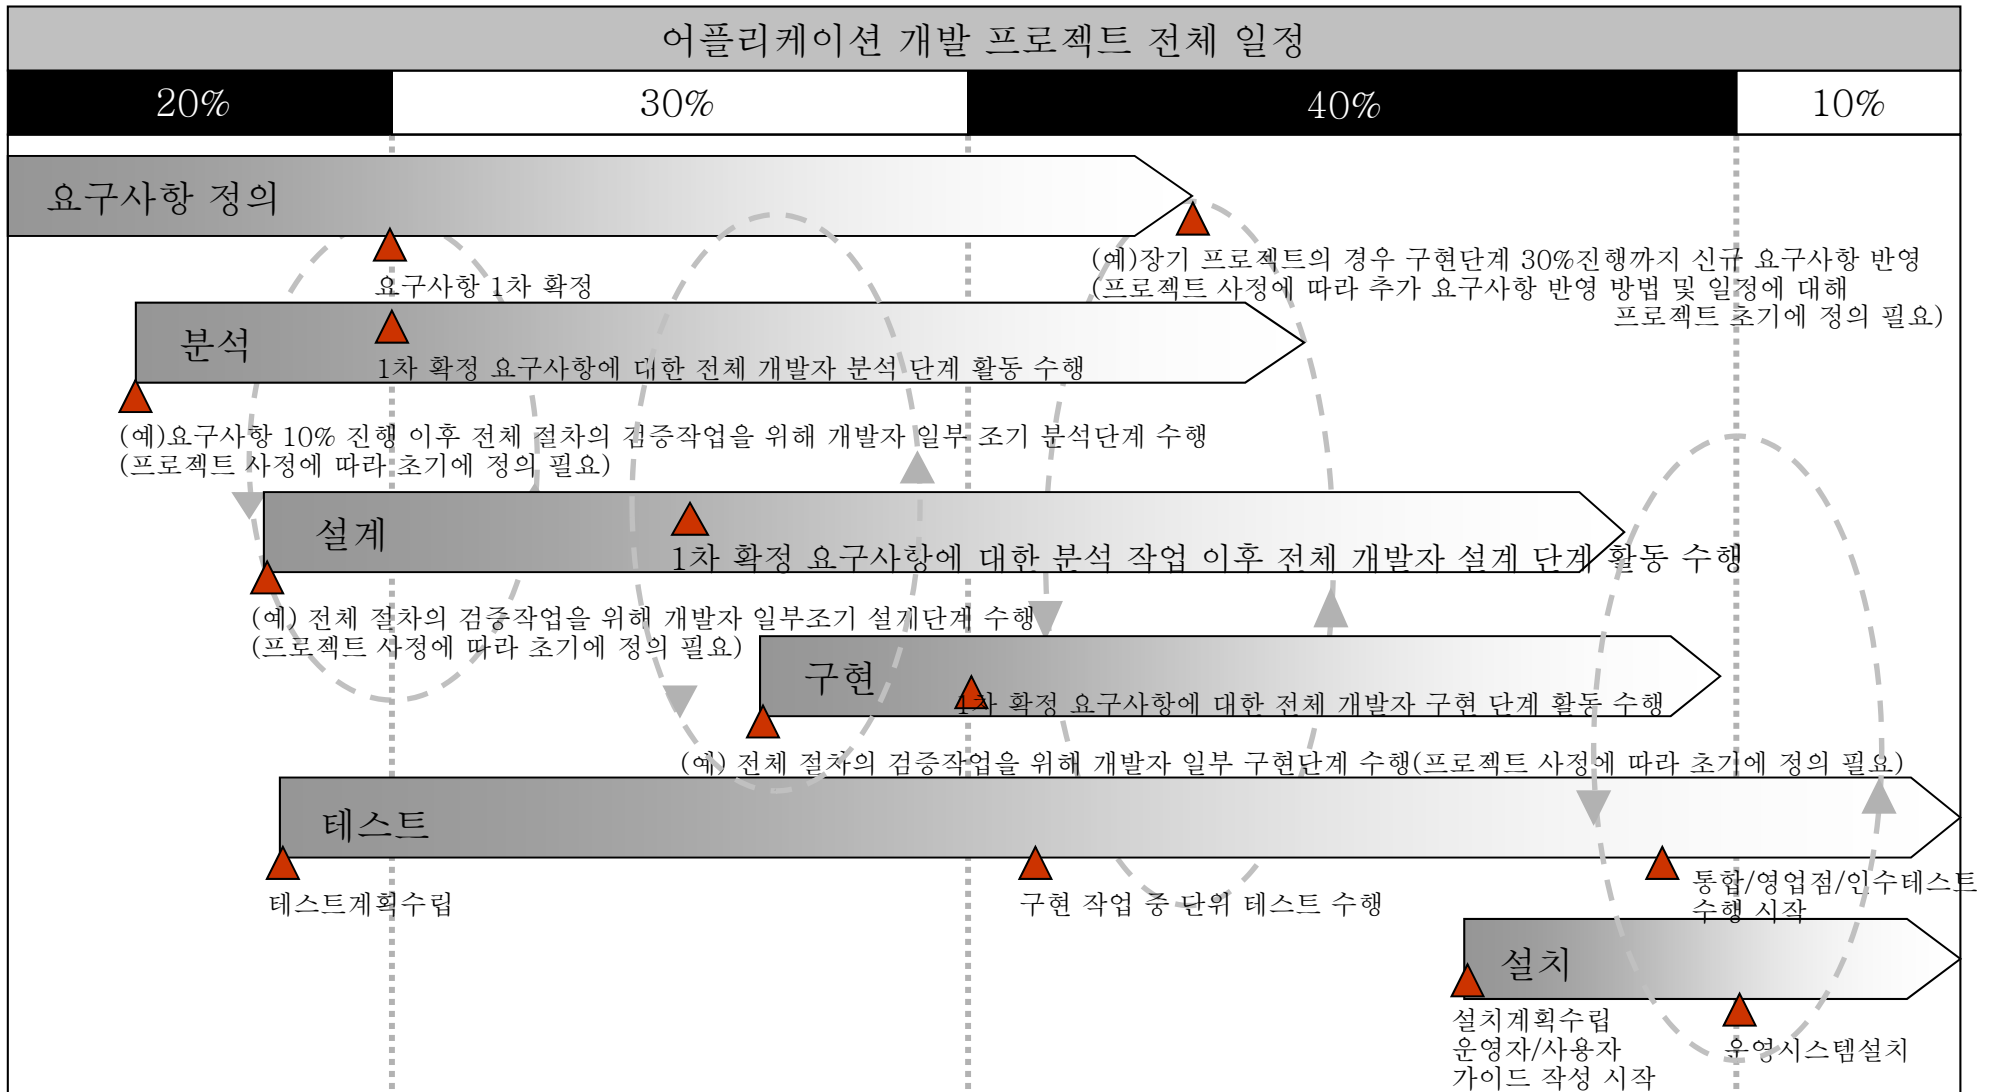 어플리케이션 개발 프로젝트 전체 일정
20%
30%
40%
10%
요구사항 정의
요구사항 1차 확정
(예)장기 프로젝트의 경우 구현단계 30%진행까지 신규 요구사항 반영
(프로젝트 사정에 따라 추가 요구사항 반영 방법 및 일정에 대해
프로젝트 초기에 정의 필요)
분석
1차 확정 요구사항에 대한 전체 개발자 분석 단계 활동 수행
(예)요구사항 10% 진행 이후 전체 절차의 검증작업을 위해 개발자 일부 조기 분석단계 수행
(프로젝트 사정에 따라 초기에 정의 필요)
설계
1차 확정 요구사항에 대한 분석 작업 이후 전체 개발자 설계 단계 활동 수행
(예) 전체 절차의 검증작업을 위해 개발자 일부조기 설계단계 수행
(프로젝트 사정에 따라 초기에 정의 필요)
구현
1차 확정 요구사항에 대한 전체 개발자 구현 단계 활동 수행
(예) 전체 절차의 검증작업을 위해 개발자 일부 구현단계 수행(프로젝트 사정에 따라 초기에 정의 필요)
테스트
테스트계획수립
구현 작업 중 단위 테스트 수행
통합/영업점/인수테스트
수행 시작
설치
설치계획수립
운영자/사용자
가이드 작성 시작
운영시스템설치